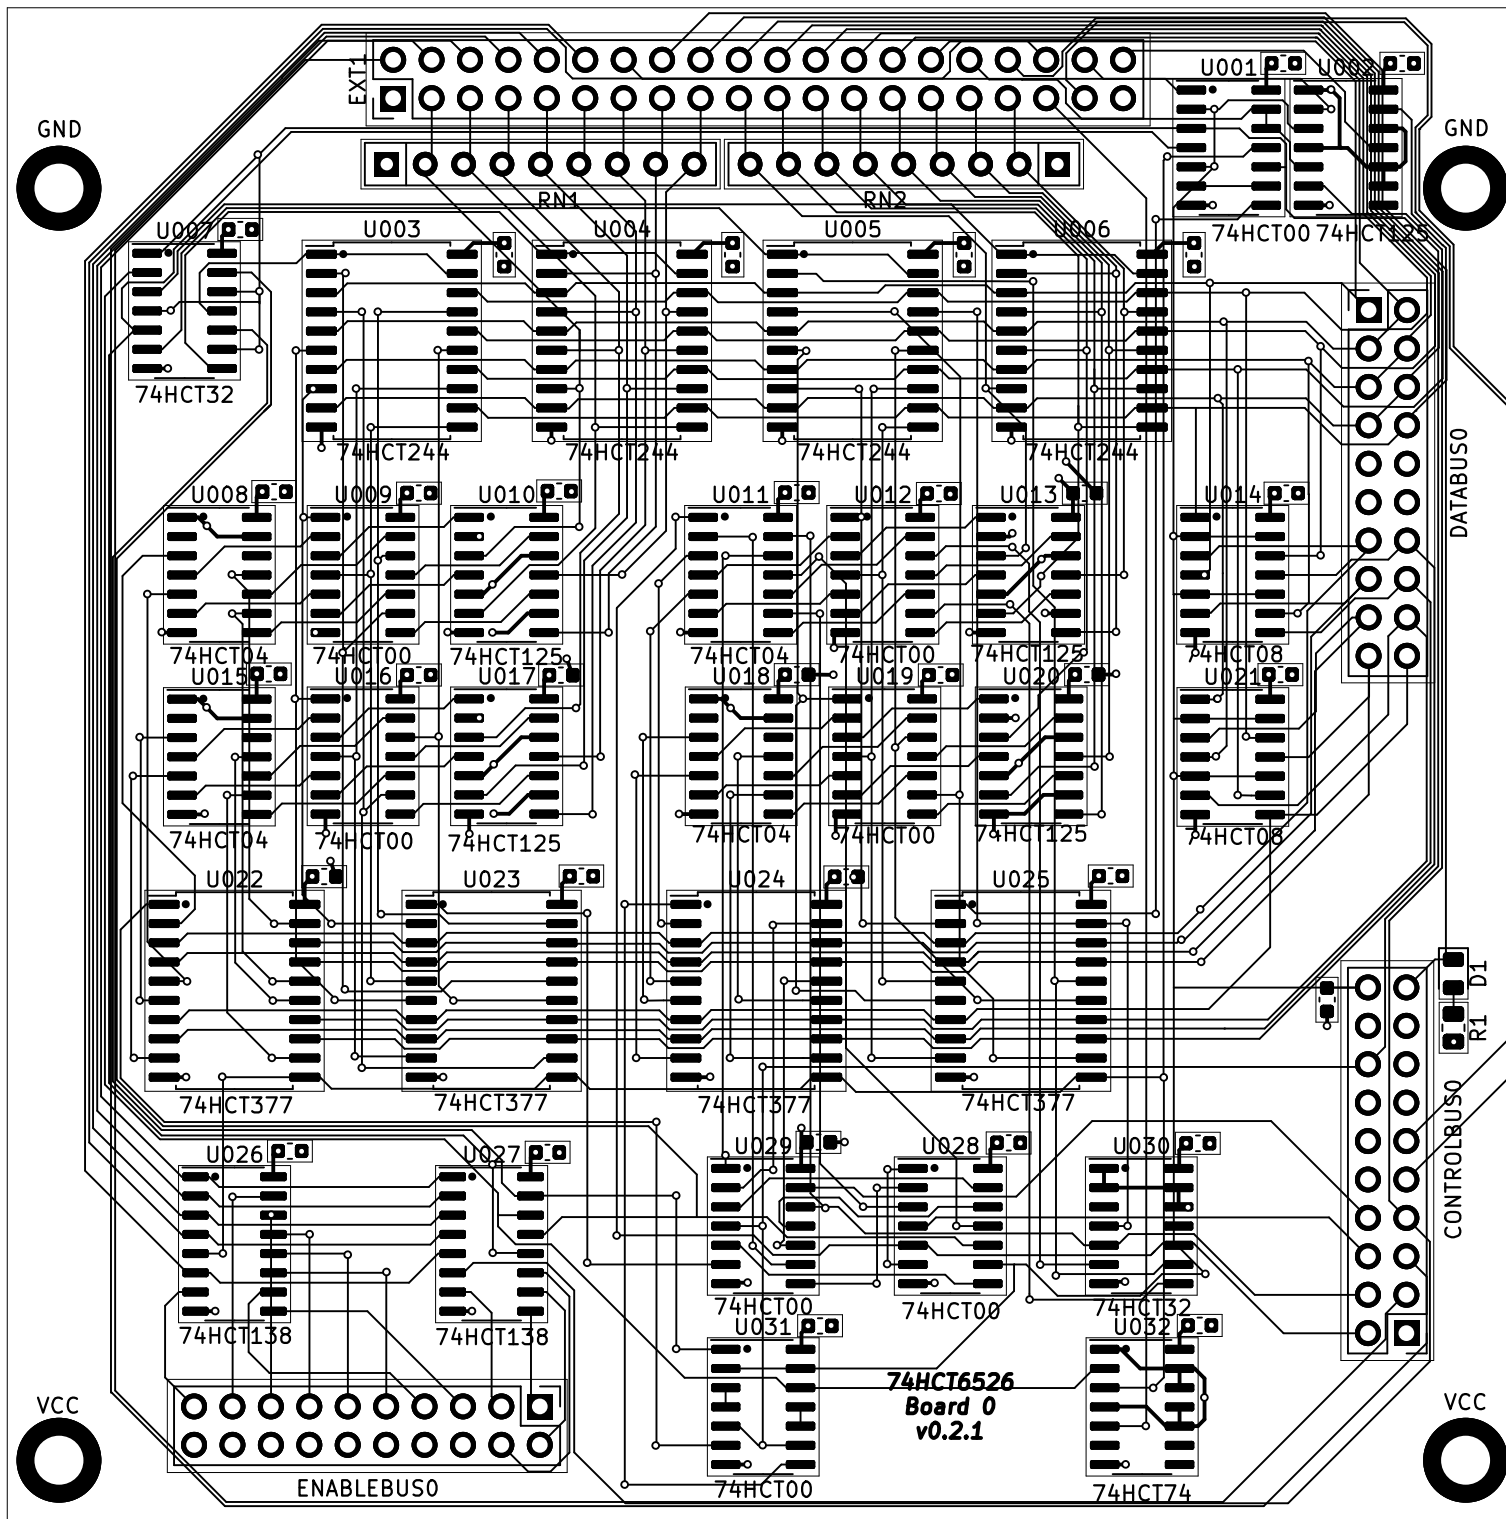 EXT1
U001
U002
GND
GND
RN1
RN2
U007
U003
U004
U005
U006
74HCT00
74HCT125
74HCT32
74HCT244
74HCT244
74HCT244
74HCT244
DATABUS0
U008
U009
U010
U011
U012
U013
U014
74HCT04
74HCT00
74HCT125
74HCT04
74HCT00
74HCT125
74HCT08
U015
U016
U017
U018
U019
U020
U021
74HCT04
74HCT00
74HCT125
74HCT04
74HCT00
74HCT125
74HCT08
U022
U023
U024
U025
D1
R1
74HCT377
74HCT377
74HCT377
74HCT377
CONTROLBUS0
U026
U027
U029
U028
U030
74HCT138
74HCT138
74HCT00
74HCT00
74HCT32
U031
U032
74HCT6526
Board 0
v0.2.1
VCC
VCC
ENABLEBUS0
74HCT00
74HCT74